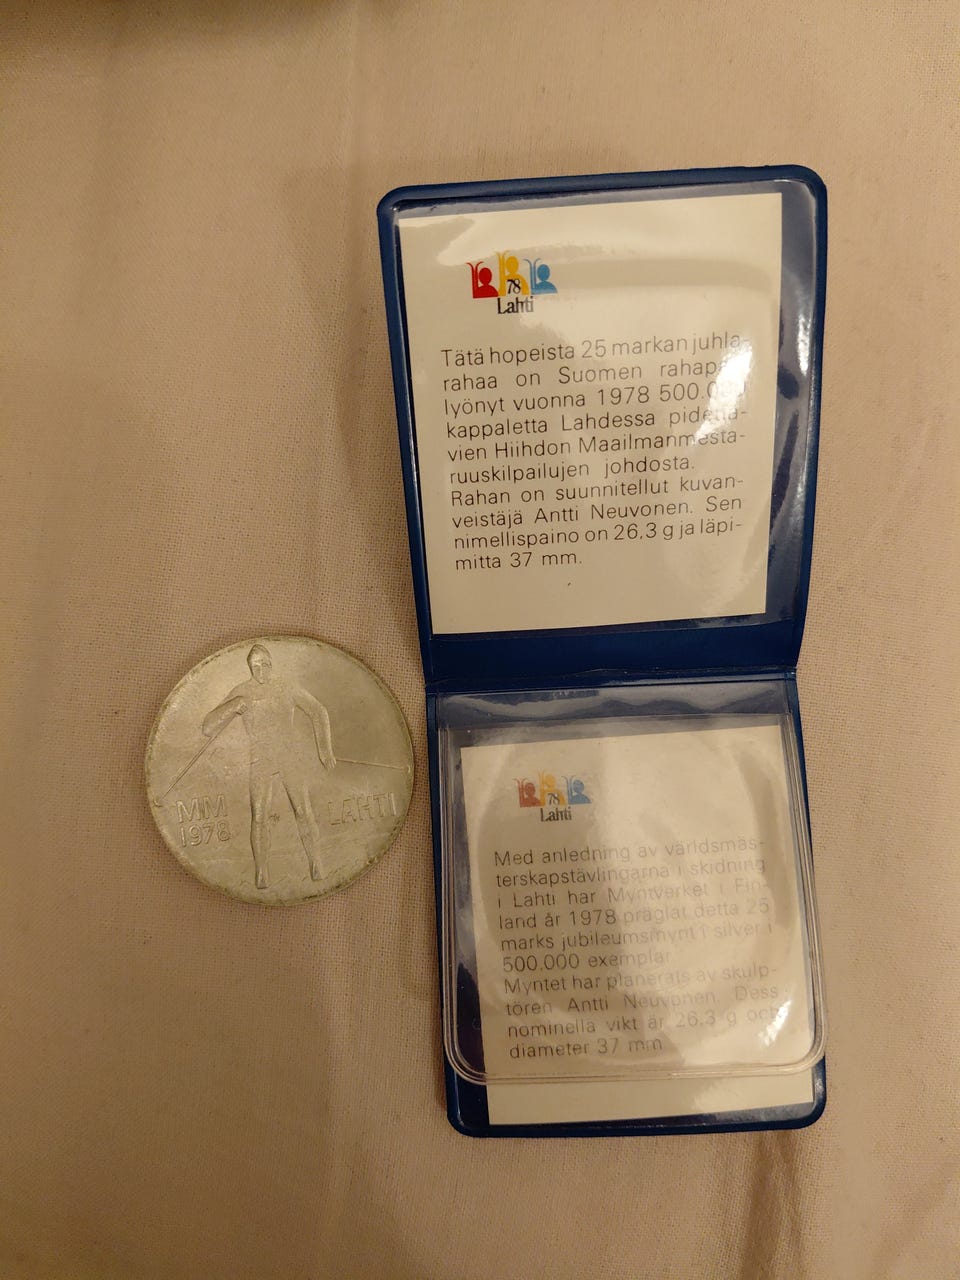 MM
1978
LAHTI
78
Lahti
Tätä hopeista 25 markan juhla-
rahaa on Suomen
lyönyt vuonna 1978
kappaletta Lahdessa
vien Hiihdon Maailmanmesta-
ruuskilpailujen johdosta.
Rahan on suunnitellut kuvan-
veistäjä Antti Neuvonen. Sen
nimellispaino on 26,3 g ja läpi-
mitta 37 mm.
78
Lahti
Med anledning av världsmäs-
terskapstävlingarna i skidning
i Lahti har Myntverket i Fin-
land år 1978 präglat detta 25
marks jubileumsmynt i silver i
500.000 exemplar.
Myntet har planerats av skulp-
tören Antti Neuvonen. Dess
nominella vikt är 26,3 g och
diameter 37 mm